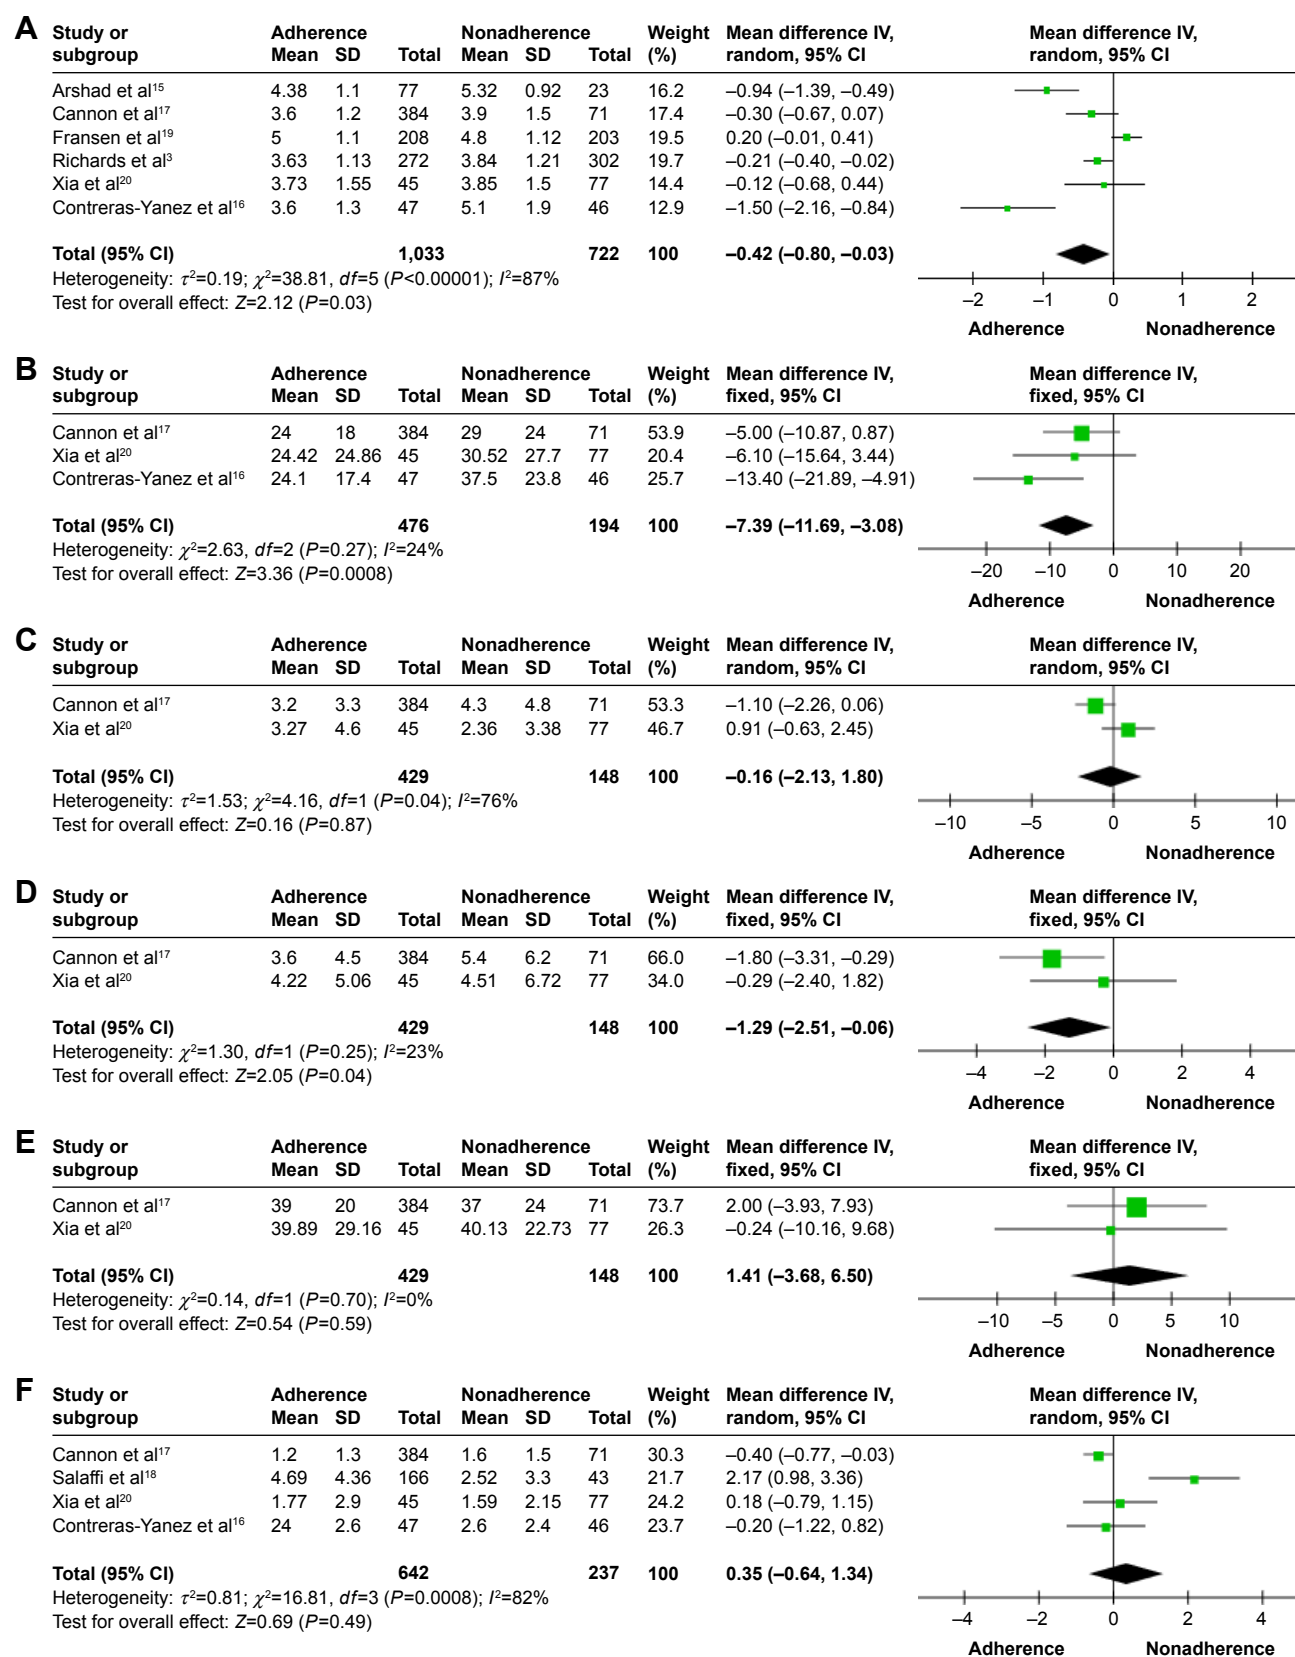 A
Study or subgroup Adherence Nonadherence Weight (%) Mean difference IV, random, 95% CI Mean difference IV, random, 95% CI
Mean SD Total Mean SD Total
Arshad et al15 4.38 1.1 77 5.32 0.92 23 16.2 –0.94 (–1.39, –0.49)
Cannon et al17 3.6 1.2 384 3.9 1.5 71 17.4 –0.30 (–0.67, 0.07)
Fransen et al19 5 1.1 208 4.8 1.12 203 19.5 0.20 (–0.01, 0.41)
Richards et al3 3.63 1.13 272 3.84 1.21 302 19.7 –0.21 (–0.40, –0.02)
Xia et al20 3.73 1.55 45 3.85 1.5 77 14.4 –0.12 (–0.68, 0.44)
Contreras-Yanez et al16 3.6 1.3 47 5.1 1.9 46 12.9 –1.50 (–2.16, –0.84)
Total (95% CI) 1,033 722 100 –0.42 (–0.80, –0.03)
Heterogeneity: τ2=0.19; χ2=38.81, df=5 (P<0.00001); I2=87%
Test for overall effect: Z=2.12 (P=0.03)
–2 –1 0 1 2
Adherence Nonadherence
B
Study or subgroup Adherence Nonadherence Weight (%) Mean difference IV, fixed, 95% CI Mean difference IV, fixed, 95% CI
Mean SD Total Mean SD Total
Cannon et al17 24 18 384 29 24 71 53.9 –5.00 (–10.87, 0.87)
Xia et al20 24.42 24.86 45 30.52 27.7 77 20.4 –6.10 (–15.64, 3.44)
Contreras-Yanez et al16 24.1 17.4 47 37.5 23.8 46 25.7 –13.40 (–21.89, –4.91)
Total (95% CI) 476 194 100 –7.39 (–11.69, –3.08)
Heterogeneity: χ2=2.63, df=2 (P=0.27); I2=24%
Test for overall effect: Z=3.36 (P=0.0008)
–20 –10 0 10 20
Adherence Nonadherence
C
Study or subgroup Adherence Nonadherence Weight (%) Mean difference IV, random, 95% CI Mean difference IV, random, 95% CI
Mean SD Total Mean SD Total
Cannon et al17 3.2 3.3 384 4.3 4.8 71 53.3 –1.10 (–2.26, 0.06)
Xia et al20 3.27 4.6 45 2.36 3.38 77 46.7 0.91 (–0.63, 2.45)
Total (95% CI) 429 148 100 –0.16 (–2.13, 1.80)
Heterogeneity: τ2=1.53; χ2=4.16, df=1 (P=0.04); I2=76%
Test for overall effect: Z=0.16 (P=0.87)
–10 –5 0 5 10
Adherence Nonadherence
D
Study or subgroup Adherence Nonadherence Weight (%) Mean difference IV, fixed, 95% CI Mean difference IV, fixed, 95% CI
Mean SD Total Mean SD Total
Cannon et al17 3.6 4.5 384 5.4 6.2 71 66.0 –1.80 (–3.31, –0.29)
Xia et al20 4.22 5.06 45 4.51 6.72 77 34.0 –0.29 (–2.40, 1.82)
Total (95% CI) 429 148 100 –1.29 (–2.51, –0.06)
Heterogeneity: χ2=1.30, df=1 (P=0.25); I2=23%
Test for overall effect: Z=2.05 (P=0.04)
–4 –2 0 2 4
Adherence Nonadherence
E
Study or subgroup Adherence Nonadherence Weight (%) Mean difference IV, fixed, 95% CI Mean difference IV, fixed, 95% CI
Mean SD Total Mean SD Total
Cannon et al17 39 20 384 37 24 71 73.7 2.00 (–3.93, 7.93)
Xia et al20 39.89 29.16 45 40.13 22.73 77 26.3 –0.24 (–10.16, 9.68)
Total (95% CI) 429 148 100 1.41 (–3.68, 6.50)
Heterogeneity: χ2=0.14, df=1 (P=0.70); I2=0%
Test for overall effect: Z=0.54 (P=0.59)
–10 –5 0 5 10
Adherence Nonadherence
F
Study or subgroup Adherence Nonadherence Weight (%) Mean difference IV, random, 95% CI Mean difference IV, random, 95% CI
Mean SD Total Mean SD Total
Cannon et al17 1.2 1.3 384 1.6 1.5 71 30.3 –0.40 (–0.77, –0.03)
Salaffi et al18 4.69 4.36 166 2.52 3.3 43 21.7 2.17 (0.98, 3.36)
Xia et al20 1.77 2.9 45 1.59 2.15 77 24.2 0.18 (–0.79, 1.15)
Contreras-Yanez et al16 24 2.6 47 2.6 2.4 46 23.7 –0.20 (–1.22, 0.82)
Total (95% CI) 642 237 100 0.35 (–0.64, 1.34)
Heterogeneity: τ2=0.81; χ2=16.81, df=3 (P=0.0008); I2=82%
Test for overall effect: Z=0.69 (P=0.49)
–4 –2 0 2 4
Adherence Nonadherence